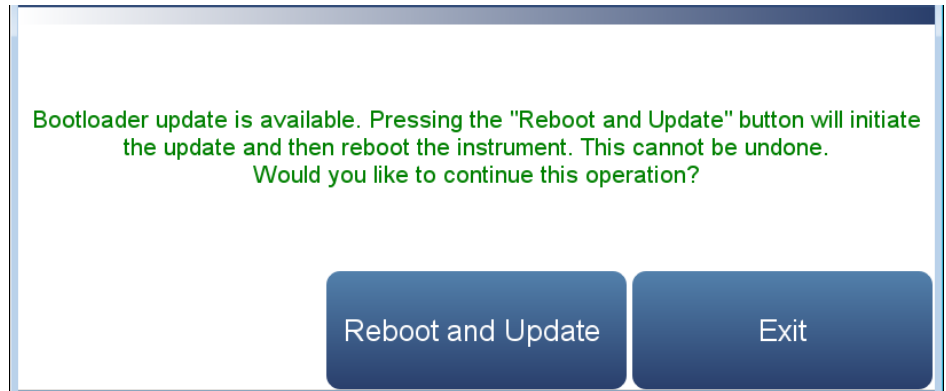 Bootloader update is available. Pressing the "Reboot and Update" button will initiate
the update and then reboot the instrument. This cannot be undone.
Would you like to continue this operation?
Reboot and Update
Exit